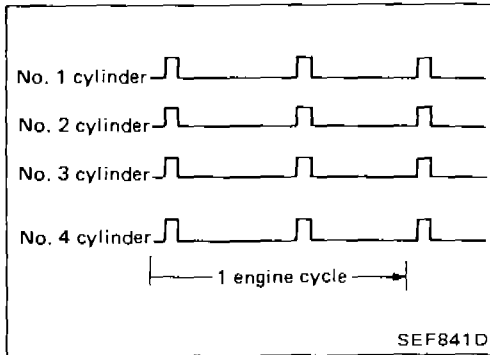 No. 1 cylinder
No. 2 cylinder
No. 3 cylinder
No. 4 cylinder
1 engine cycle
SEF841D